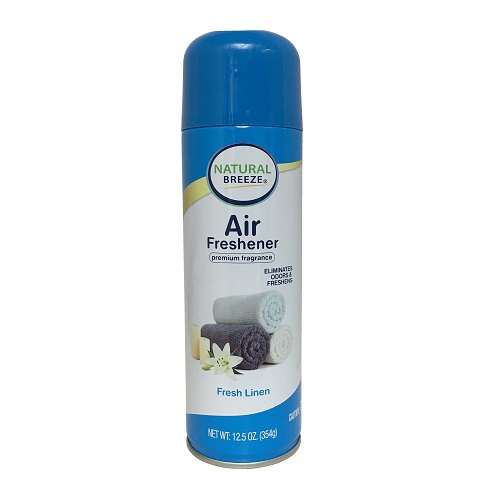 NATURAL
BREEZE®
Air
Freshener
premium fragrance
ELIMINATES
ODORS &
FRESHENS
Fresh Linen
CAUTION
NET WT: 12.5 OZ. (354g)